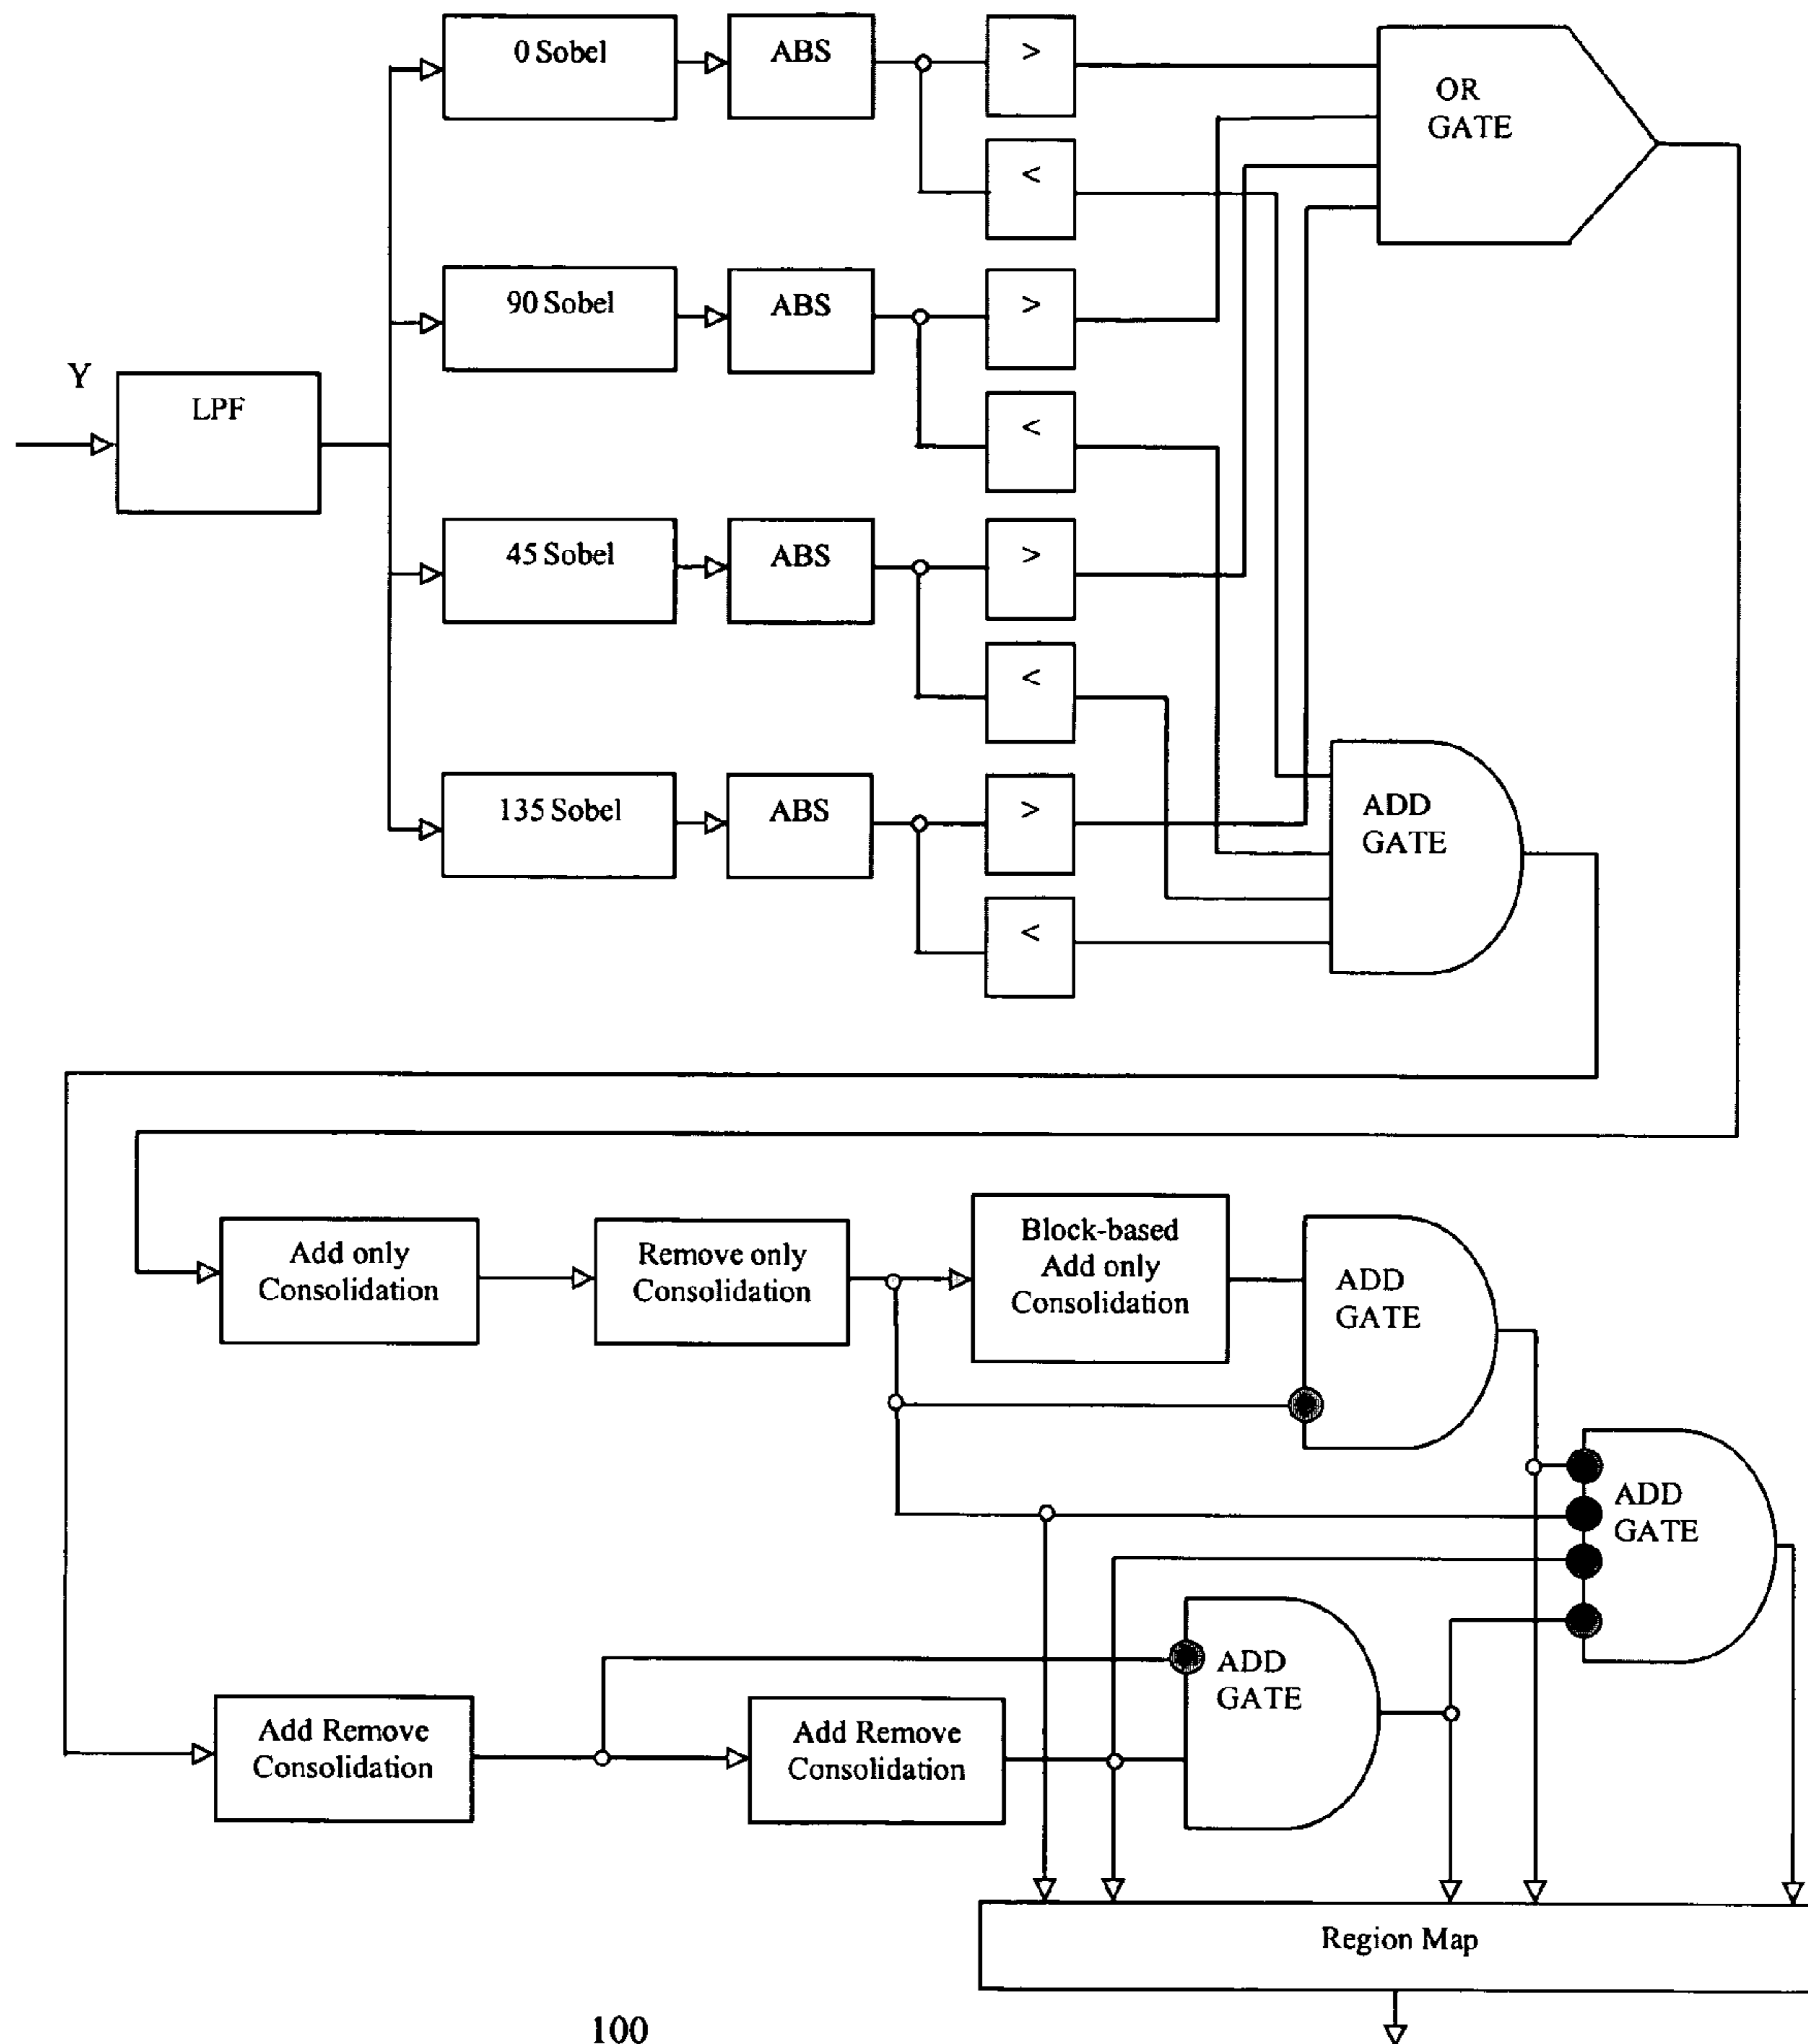 0 Sobel
ABS
>
OR
GATE
<
90 Sobel
ABS
>
Y
LPF
<
45 Sobel
ABS
>
<
135 Sobel
ABS
>
ADD
GATE
<
Add only
Consolidation
Remove only
Consolidation
Block-based
Add only
Consolidation
ADD
GATE
ADD
GATE
ADD
GATE
Add Remove
Consolidation
Add Remove
Consolidation
Region Map
100